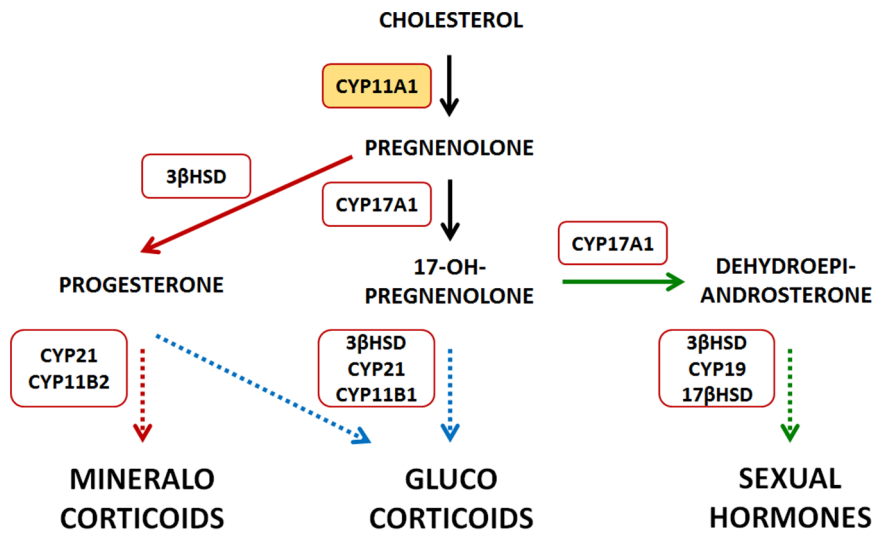 CHOLESTEROL
CYP11A1
PREGNENOLONE
3βHSD
CYP17A1
CYP17A1
PROGESTERONE
17-OH-
PREGNENOLONE
DEHYDROEPI-
ANDROSTERONE
CYP21
CYP11B2
3βHSD
CYP21
CYP11B1
3βHSD
CYP19
17βHSD
MINERALO
CORTICOIDS
GLUCO
CORTICOIDS
SEXUAL
HORMONES